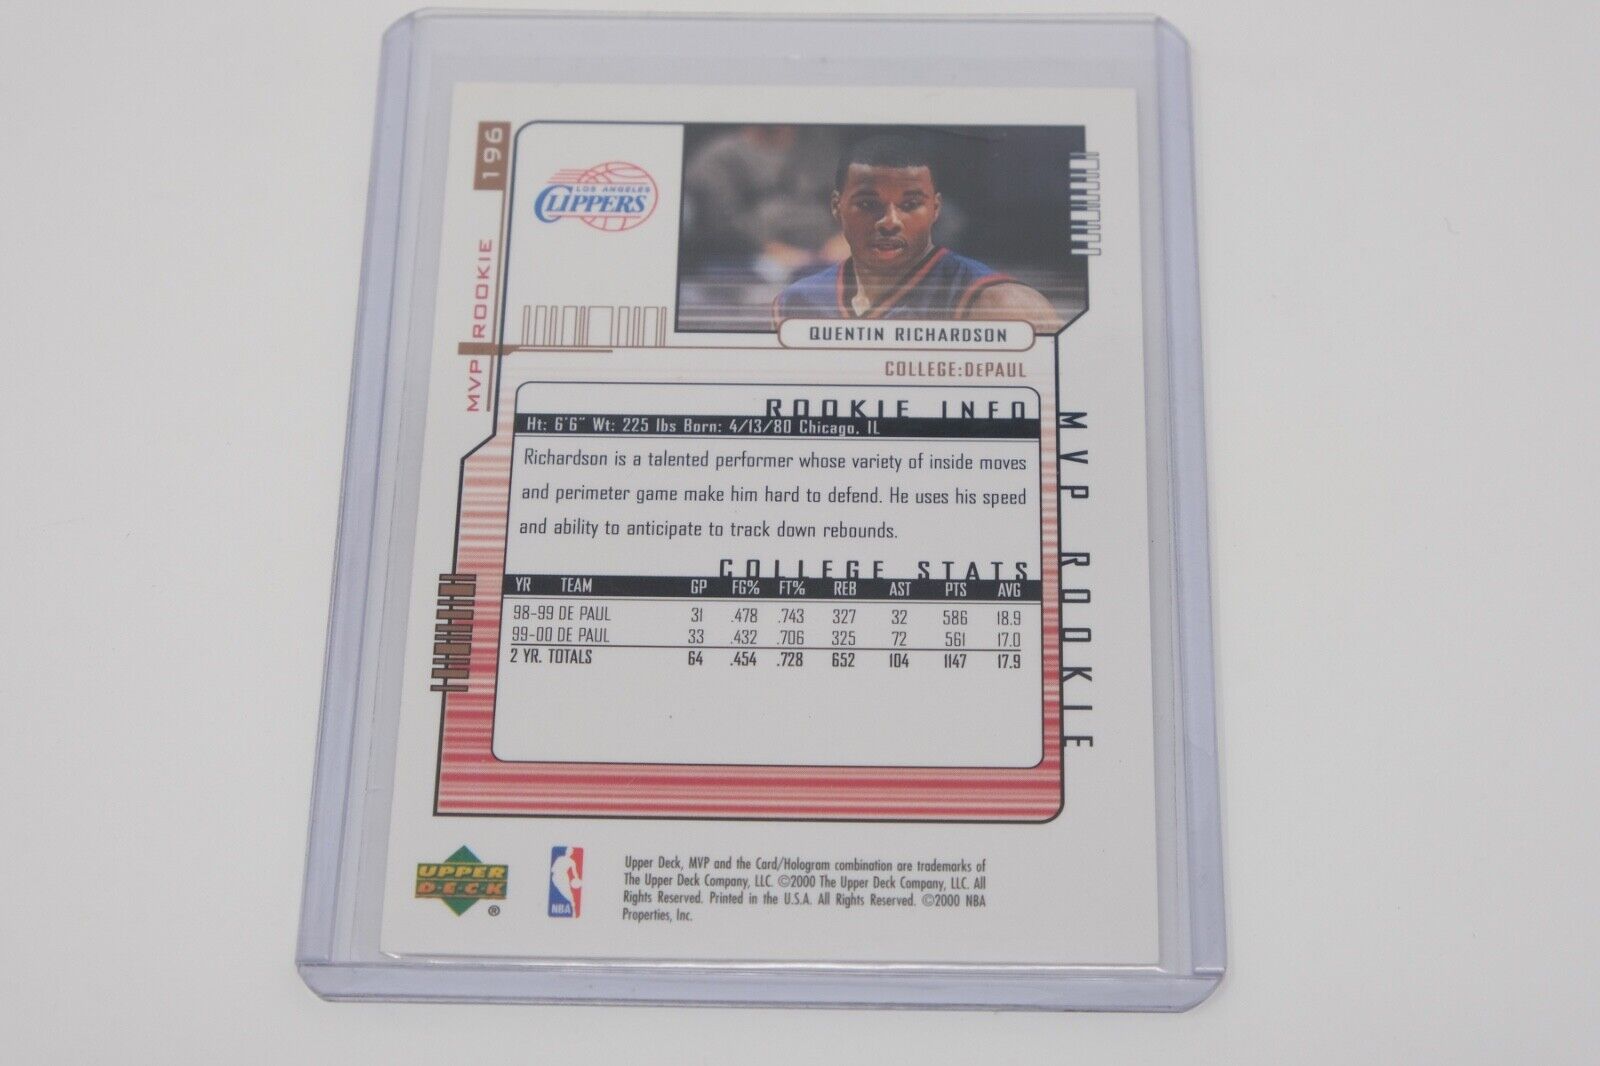 196
MVP ROOKIE
LOS ANGELES
CLIPPERS
QUENTIN RICHARDSON
COLLEGE:DEPAUL
ROOKIE INFO
Ht: 6'6" Wt: 225 lbs Born: 4/13/80 Chicago, IL
Richardson is a talented performer whose variety of inside moves
and perimeter game make him hard to defend. He uses his speed
and ability to anticipate to track down rebounds.
COLLEGE STATS
YR TEAM GP FG% FT% REB AST PTS AVG
98-99 DE PAUL 31 .478 .743 327 32 586 18.9
99-00 DE PAUL 33 .432 .706 325 72 561 17.0
2 YR. TOTALS 64 .454 .728 652 104 1147 17.9
MVP ROOKIE
UPPER
DECK
®
NBA
Upper Deck, MVP and the Card/Hologram combination are trademarks of
The Upper Deck Company, LLC. ©2000 The Upper Deck Company, LLC. All
Rights Reserved. Printed in the U.S.A. All Rights Reserved. ©2000 NBA
Properties, Inc.